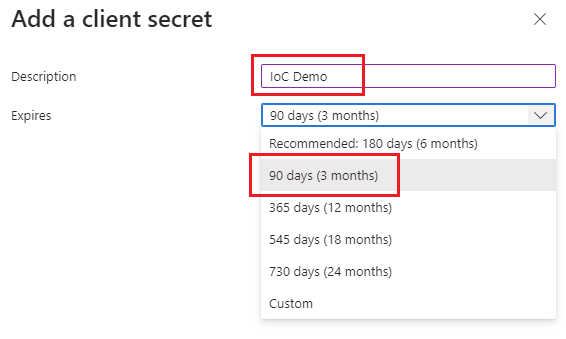 Add a client secret
Description
IoC Demo
Expires
90 days (3 months)
Recommended: 180 days (6 months)
90 days (3 months)
365 days (12 months)
545 days (18 months)
730 days (24 months)
Custom